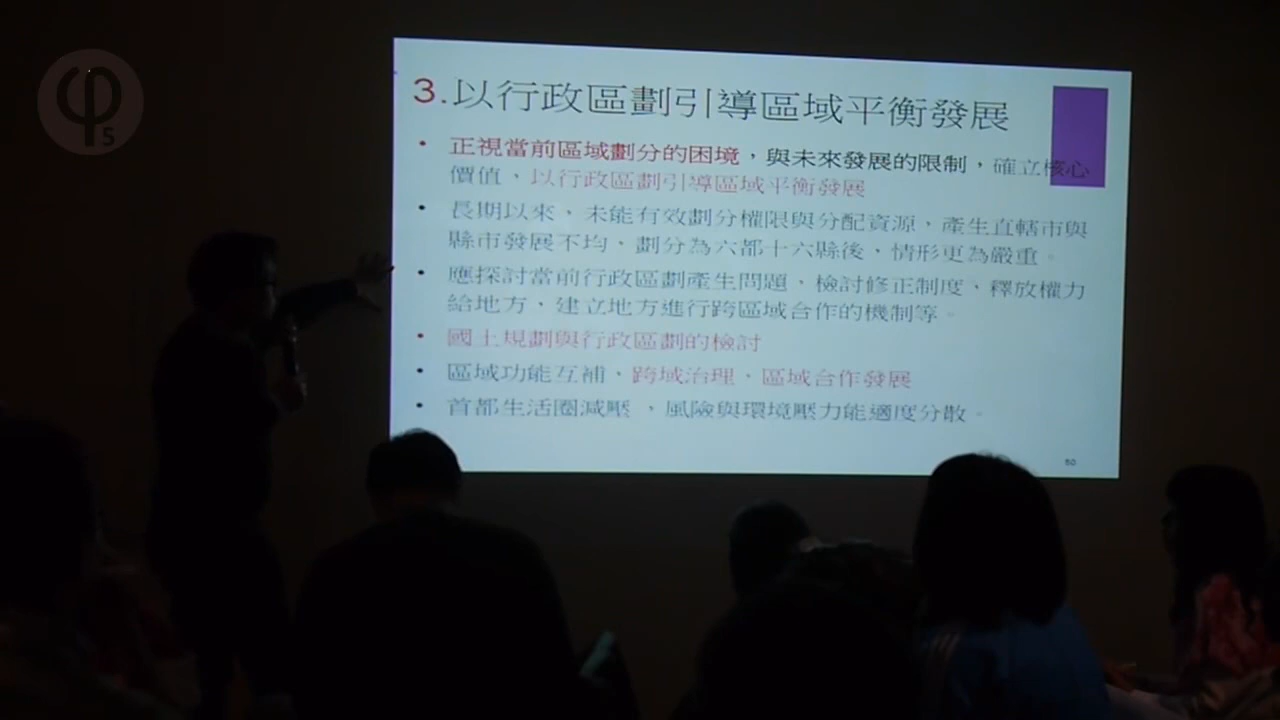 φ5
3.以行政區劃引導區域平衡發展
• 正視當前區域劃分的困境，與未來發展的限制，確立核心
價值、以行政區劃引導區域平衡發展
• 長期以來，未能有效劃分權限與分配資源，產生直轄市與
縣市發展不均，劃分為六都十六縣後，情形更為嚴重。
• 應探討當前行政區劃產生問題，檢討修正制度、釋放權力
給地方，建立地方進行跨區域合作的機制等。
• 國土規劃與行政區劃的檢討
• 區域功能互補、跨域治理、區域合作發展
• 首都生活圈減壓，風險與環境壓力能適度分散。
50